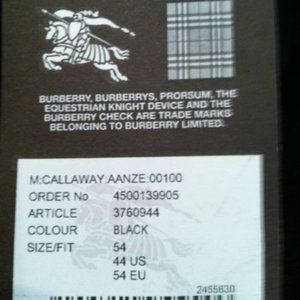 BURBERRY, BURBERRYS, PRORSUM, THE
EQUESTRIAN KNIGHT DEVICE AND THE
BURBERRY CHECK ARE TRADE MARKS
BELONGING TO BURBERRY LIMITED.
M:CALLAWAY:AANZE:00100
ORDER No 4500139905
ARTICLE 3760944
COLOUR BLACK
SIZE/FIT 54
44 US
54 EU
2455630